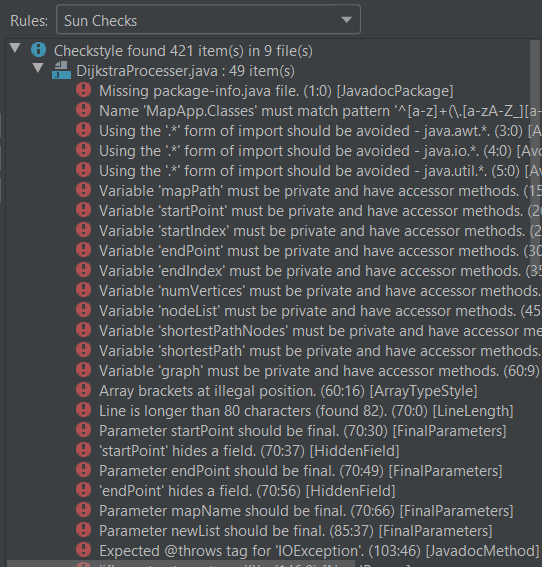 Rules: Sun Checks
Checkstyle found 421 item(s) in 9 file(s)
DijkstraProcesser.java : 49 item(s)
Missing package-info.java file. (1:0) [JavadocPackage]
Name 'MapApp.Classes' must match pattern '^[a-z]+(\.[a-zA-Z_][a-
Using the '.*' form of import should be avoided - java.awt.*. (3:0) [Avo
Using the '.*' form of import should be avoided - java.io.*. (4:0) [Avo
Using the '.*' form of import should be avoided - java.util.*. (5:0) [Av
Variable 'mapPath' must be private and have accessor methods. (15
Variable 'startPoint' must be private and have accessor methods. (2
Variable 'startIndex' must be private and have accessor methods. (2
Variable 'endPoint' must be private and have accessor methods. (30
Variable 'endIndex' must be private and have accessor methods. (35
Variable 'numVertices' must be private and have accessor methods.
Variable 'nodeList' must be private and have accessor methods. (45
Variable 'shortestPathNodes' must be private and have accessor me
Variable 'shortestPath' must be private and have accessor methods.
Variable 'graph' must be private and have accessor methods. (60:9)
Array brackets at illegal position. (60:16) [ArrayTypeStyle]
Line is longer than 80 characters (found 82). (70:0) [LineLength]
Parameter startPoint should be final. (70:30) [FinalParameters]
'startPoint' hides a field. (70:37) [HiddenField]
Parameter endPoint should be final. (70:49) [FinalParameters]
'endPoint' hides a field. (70:56) [HiddenField]
Parameter mapName should be final. (70:66) [FinalParameters]
Parameter newList should be final. (85:37) [FinalParameters]
Expected @throws tag for 'IOException'. (103:46) [JavadocMethod]